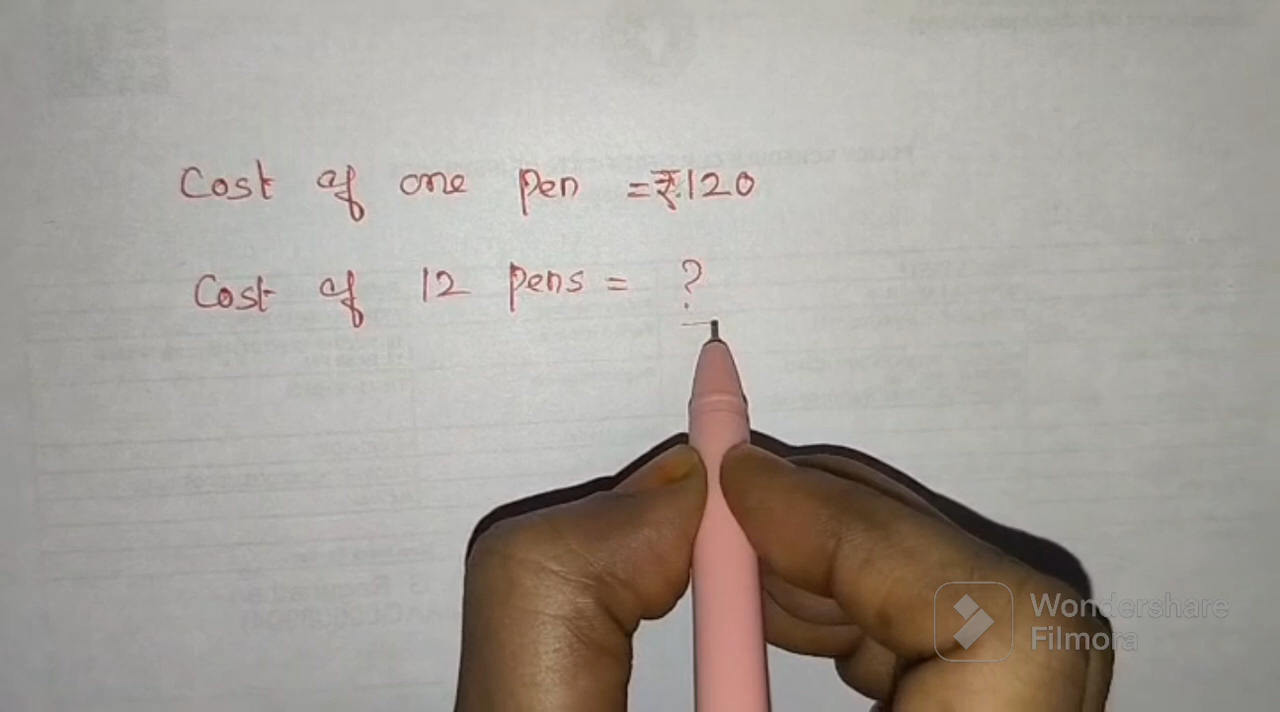 Cost of one pen = ₹.120
Cost of 12 pens = ?
Wondershare
Filmora